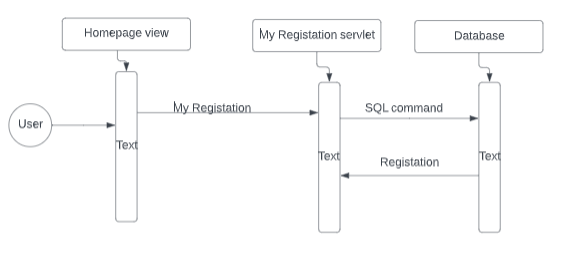 Homepage view
My Registation servlet
Database
My Registation
SQL command
User
Text
Text
Text
Registation